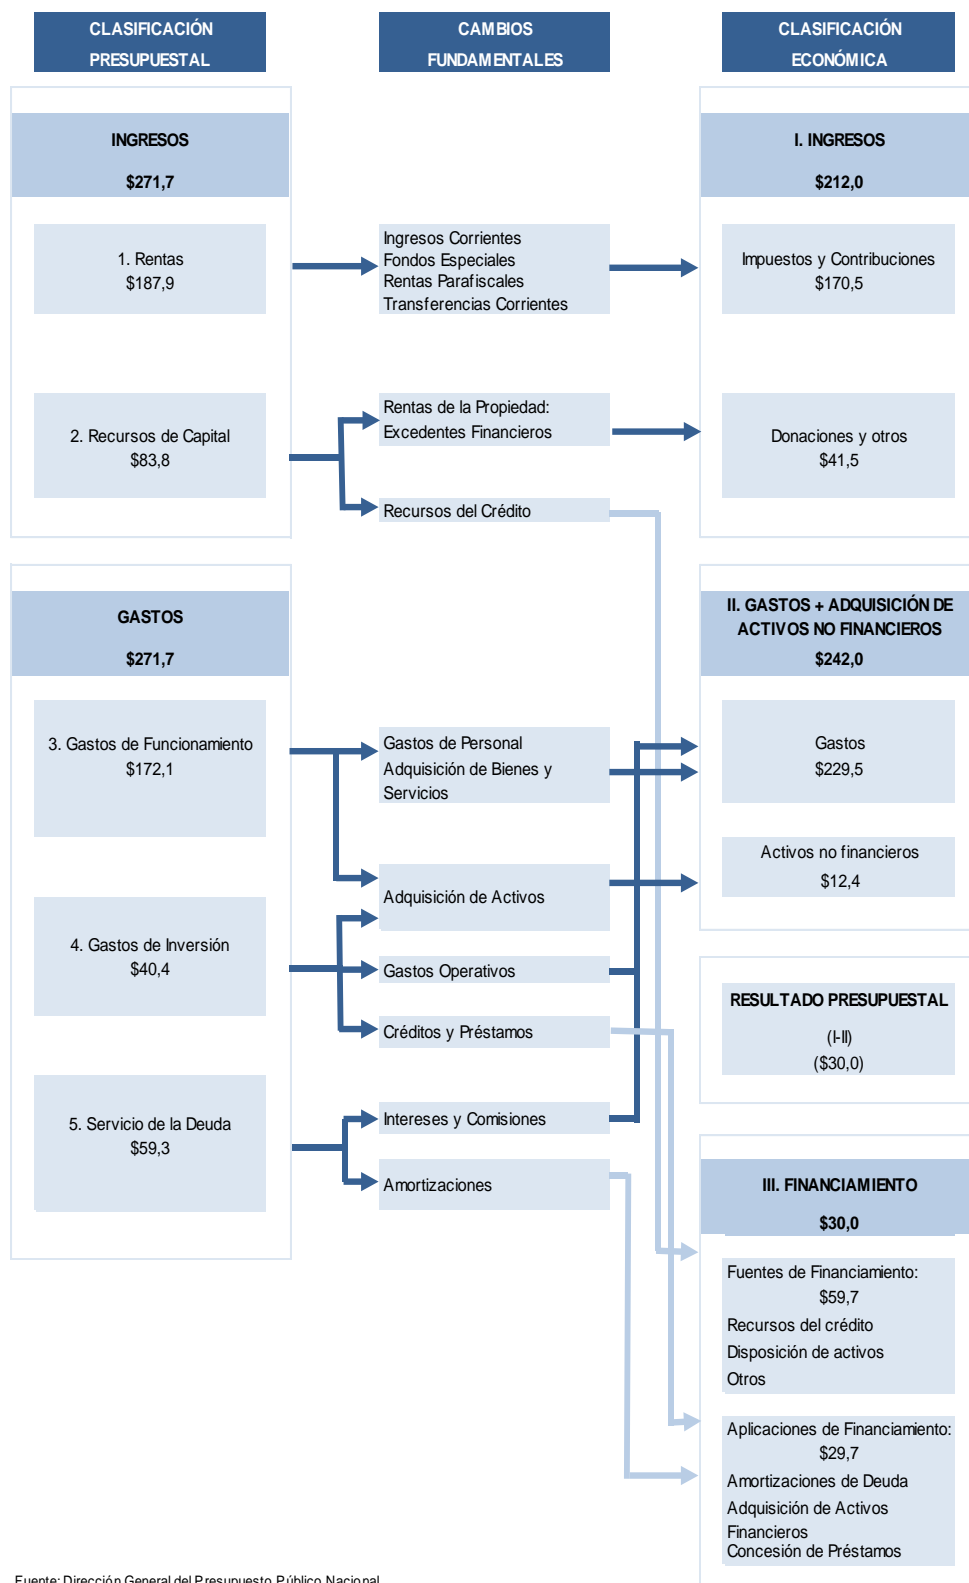 CLASIFICACIÓN
PRESUPUESTAL
CAMBIOS
FUNDAMENTALES
CLASIFICACIÓN
ECONÓMICA
INGRESOS
$271,7
I. INGRESOS
$212,0
1. Rentas
$187,9
Ingresos Corrientes
Fondos Especiales
Rentas Parafiscales
Transferencias Corrientes
Impuestos y Contribuciones
$170,5
2. Recursos de Capital
$83,8
Rentas de la Propiedad:
Excedentes Financieros
Donaciones y otros
$41,5
Recursos del Crédito
GASTOS
$271,7
II. GASTOS + ADQUISICIÓN DE
ACTIVOS NO FINANCIEROS
$242,0
3. Gastos de Funcionamiento
$172,1
Gastos de Personal
Adquisición de Bienes y
Servicios
Gastos
$229,5
Adquisición de Activos
Activos no financieros
$12,4
4. Gastos de Inversión
$40,4
Gastos Operativos
Créditos y Préstamos
RESULTADO PRESUPUESTAL
(I-II)
($30,0)
5. Servicio de la Deuda
$59,3
Intereses y Comisiones
Amortizaciones
III. FINANCIAMIENTO
$30,0
Fuentes de Financiamiento:
$59,7
Recursos del crédito
Disposición de activos
Otros
Aplicaciones de Financiamiento:
$29,7
Amortizaciones de Deuda
Adquisición de Activos
Financieros
Concesión de Préstamos
Fuente: Dirección General del Presupuesto Público Nacional